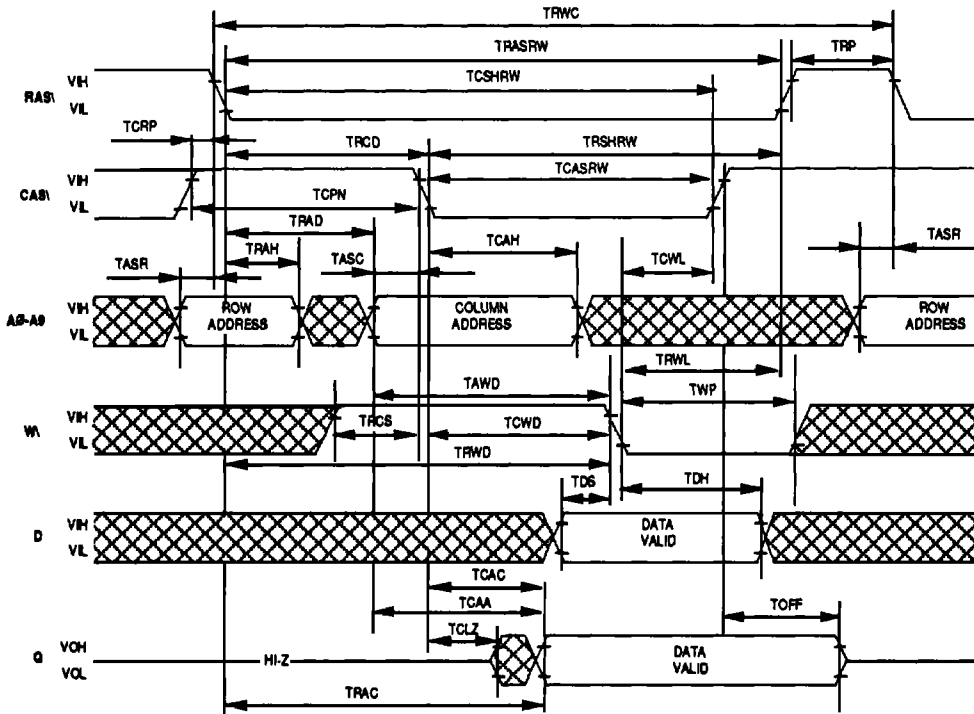 TRWC
TRASRW
TRP
TCSHRW
RAS\
VIH
VIL
TCRP
TRCD
TRSHRW
TCASRW
CAS\
VIH
VIL
TCPN
TRAD
TRAH
TASC
TCAH
TCWL
TASR
TASR
AØ-A9
VIH
VIL
ROW
ADDRESS
COLUMN
ADDRESS
ROW
ADDRESS
TRWL
TAWD
TWP
W\
VIH
VIL
TRCS
TCWD
TRWD
TDS
TDH
D
VIH
VIL
DATA
VALID
TCAC
TCAA
TOFF
TCLZ
Q
VOH
VOL
HI-Z
DATA
VALID
TRAC